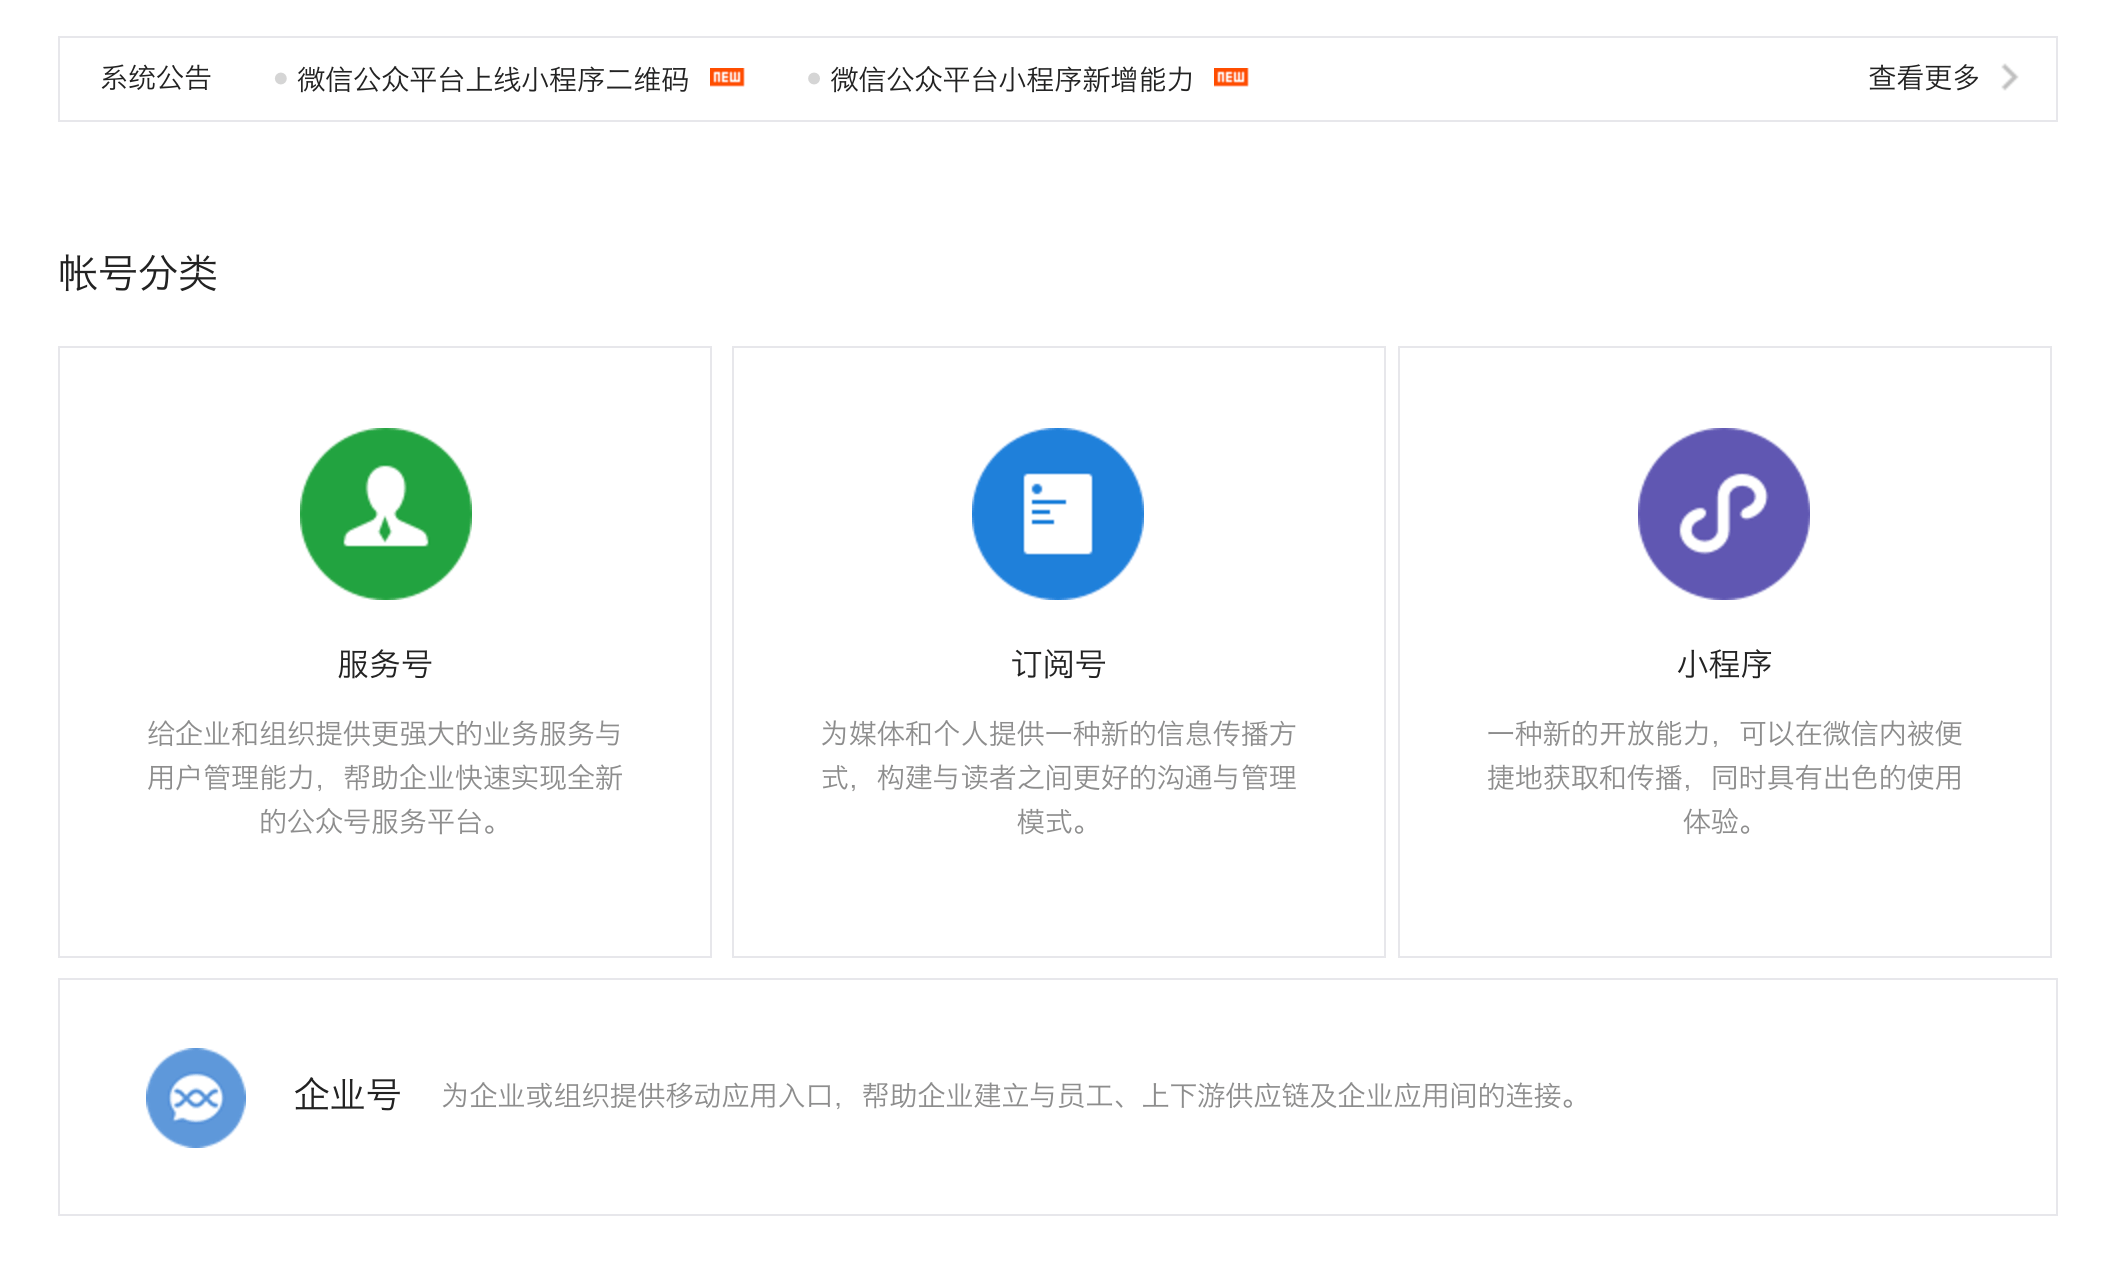 系统公告 微信公众平台上线小程序二维码 NEW 微信公众平台小程序新增能力 NEW 查看更多
帐号分类
服务号
给企业和组织提供更强大的业务服务与
用户管理能力，帮助企业快速实现全新
的公众号服务平台。
订阅号
为媒体和个人提供一种新的信息传播方
式，构建与读者之间更好的沟通与管理
模式。
小程序
一种新的开放能力，可以在微信内被便
捷地获取和传播，同时具有出色的使用
体验。
企业号 为企业或组织提供移动应用入口，帮助企业建立与员工、上下游供应链及企业应用间的连接。